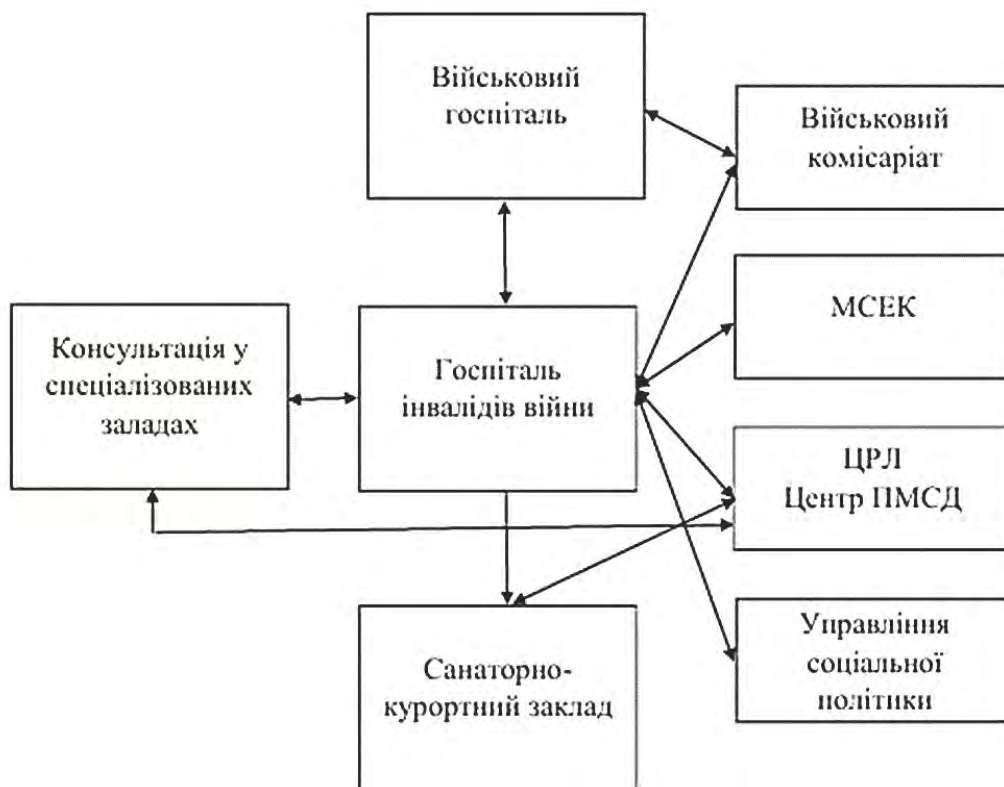 Військовий
госпіталь
Військовий
комісаріат
МСЕК
Консультація у
спеціалізованих
заладах
Госпіталь
інвалідів війни
ЦРЛ
Центр ПМСД
Санаторно-
курортний заклад
Управління
соціальної
політики